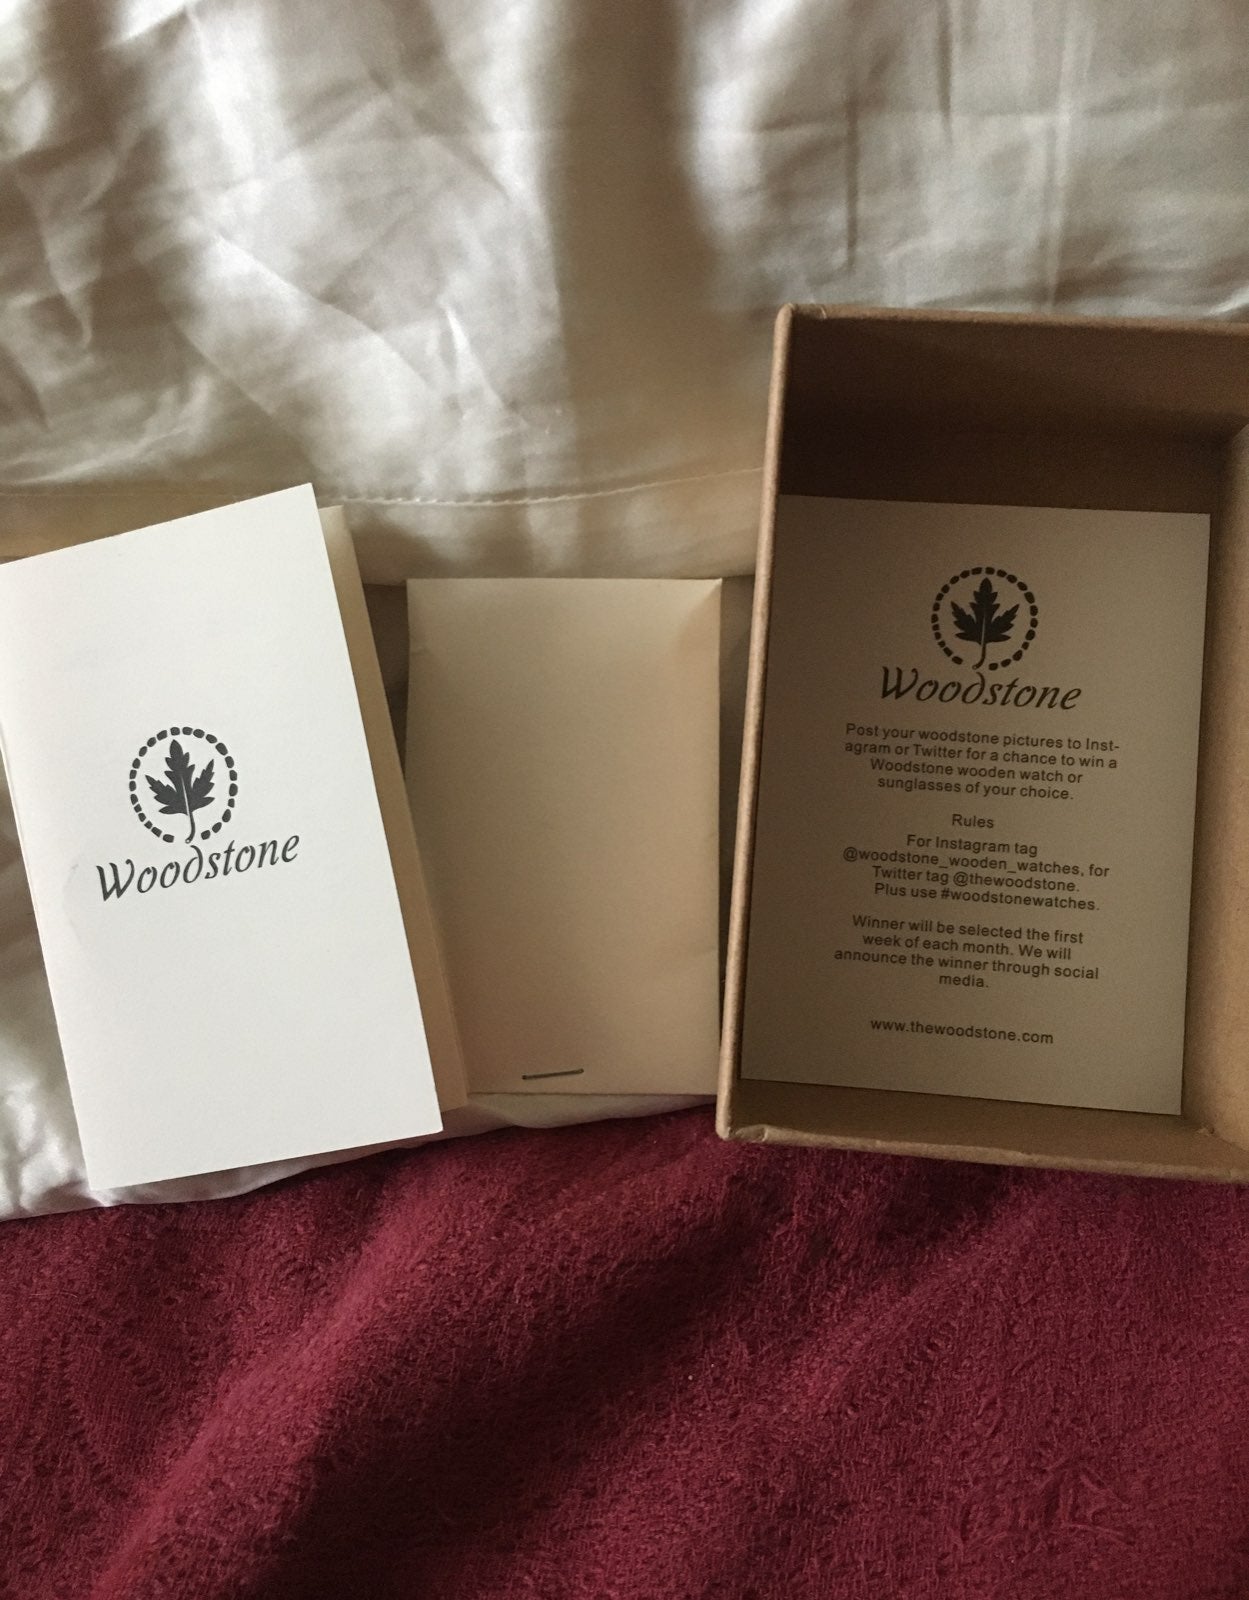 Woodstone
Woodstone
Post your woodstone pictures to Inst-
agram or Twitter for a chance to win a
Woodstone wooden watch or
sunglasses of your choice.
Rules
For Instagram tag
@woodstone_wooden_watches, for
Twitter tag @thewoodstone.
Plus use #woodstonewatches.
Winner will be selected the first
week of each month. We will
announce the winner through social
media.
www.thewoodstone.com